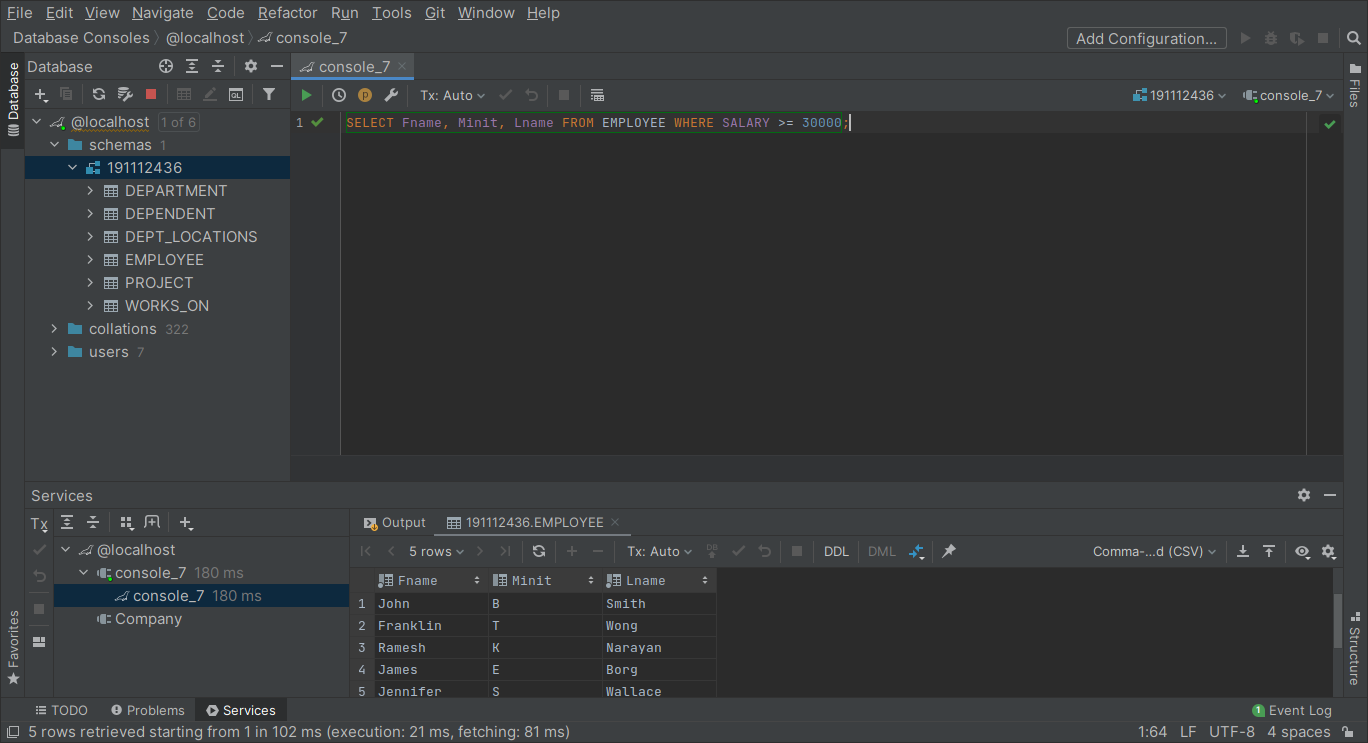 File Edit View Navigate Code Refactor Run Tools Git Window Help
Database Consoles @localhost console_7 Add Configuration...
Database console_7
Tx: Auto 191112436 console_7
@localhost 1 of 6
1 SELECT Fname, Minit, Lname FROM EMPLOYEE WHERE SALARY >= 30000;
schemas 1
191112436
DEPARTMENT
DEPENDENT
DEPT_LOCATIONS
EMPLOYEE
PROJECT
WORKS_ON
collations 322
users 7
Database
Files
Services
Tx
Output 191112436.EMPLOYEE
@localhost
5 rows Tx: Auto DB DDL DML Comma-...d (CSV)
console_7 180 ms
console_7 180 ms
Company
Fname Minit Lname
1 John B Smith
2 Franklin T Wong
3 Ramesh K Narayan
4 James E Borg
5 Jennifer S Wallace
Favorites
Structure
TODO Problems Services 1 Event Log
5 rows retrieved starting from 1 in 102 ms (execution: 21 ms, fetching: 81 ms) 1:64 LF UTF-8 4 spaces